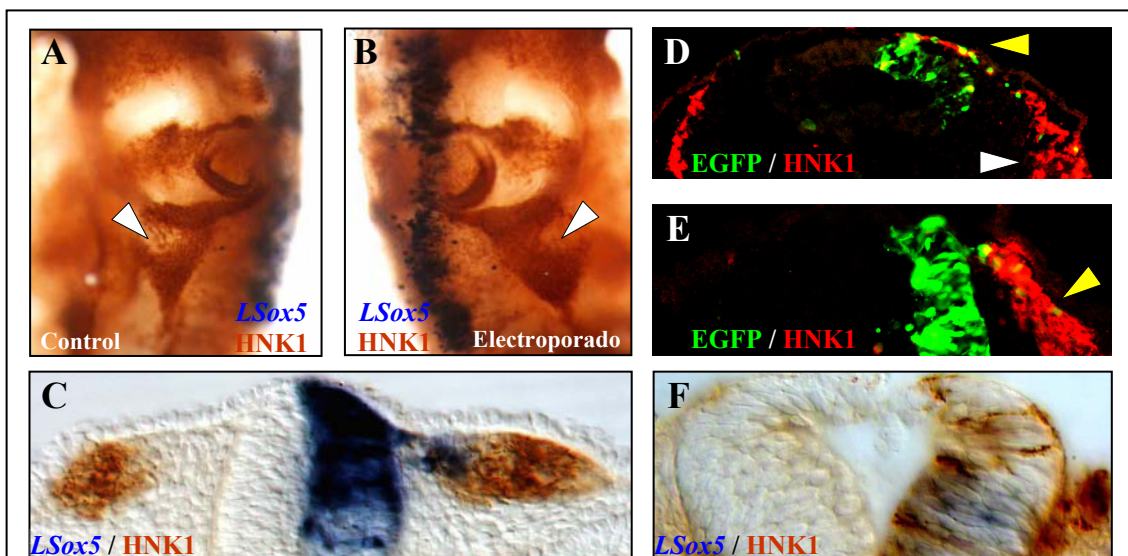 A
LSox5
HNK1
Control
B
LSox5
HNK1
Electroporado
D
EGFP / HNK1
E
EGFP / HNK1
C
LSox5 / HNK1
F
LSox5 / HNK1